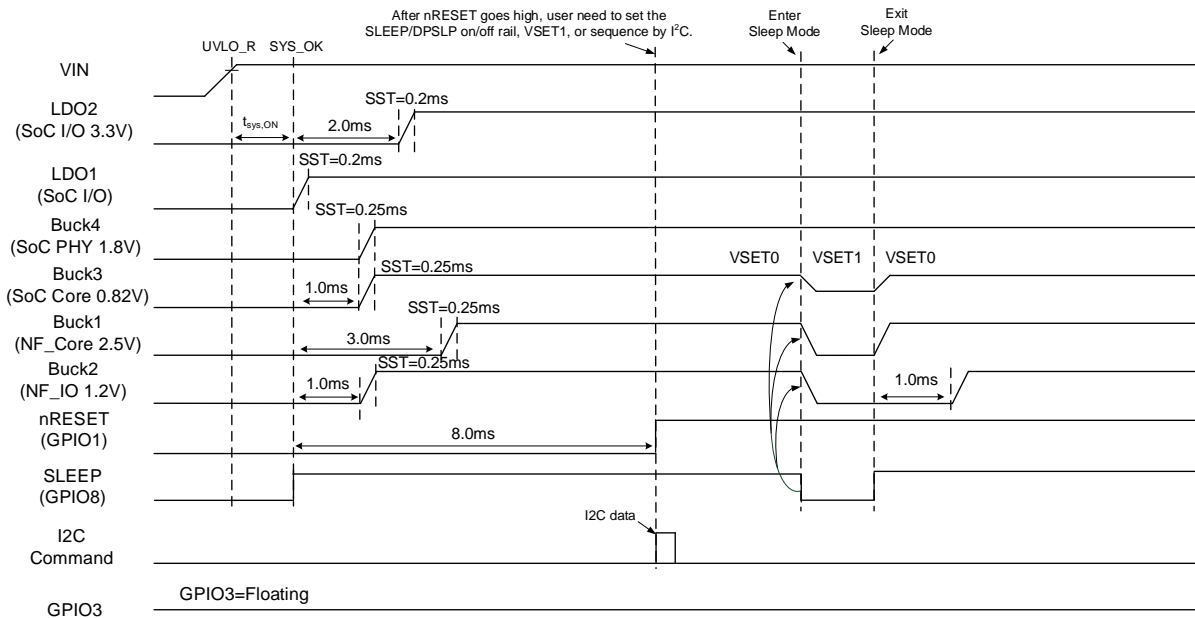 After nRESET goes high, user need to set the
SLEEP/DPSLP on/off rail, VSET1, or sequence by I²C.
Enter
Sleep Mode
Exit
Sleep Mode
UVLO_R
SYS_OK
VIN
LDO2
(SoC I/O 3.3V)
tsys,ON
2.0ms
SST=0.2ms
LDO1
(SoC I/O)
SST=0.2ms
Buck4
(SoC PHY 1.8V)
SST=0.25ms
Buck3
(SoC Core 0.82V)
1.0ms
SST=0.25ms
VSET0
VSET1
VSET0
Buck1
(NF_Core 2.5V)
3.0ms
SST=0.25ms
Buck2
(NF_IO 1.2V)
1.0ms
SST=0.25ms
1.0ms
nRESET
(GPIO1)
8.0ms
SLEEP
(GPIO8)
I2C
Command
I2C data
GPIO3
GPIO3=Floating